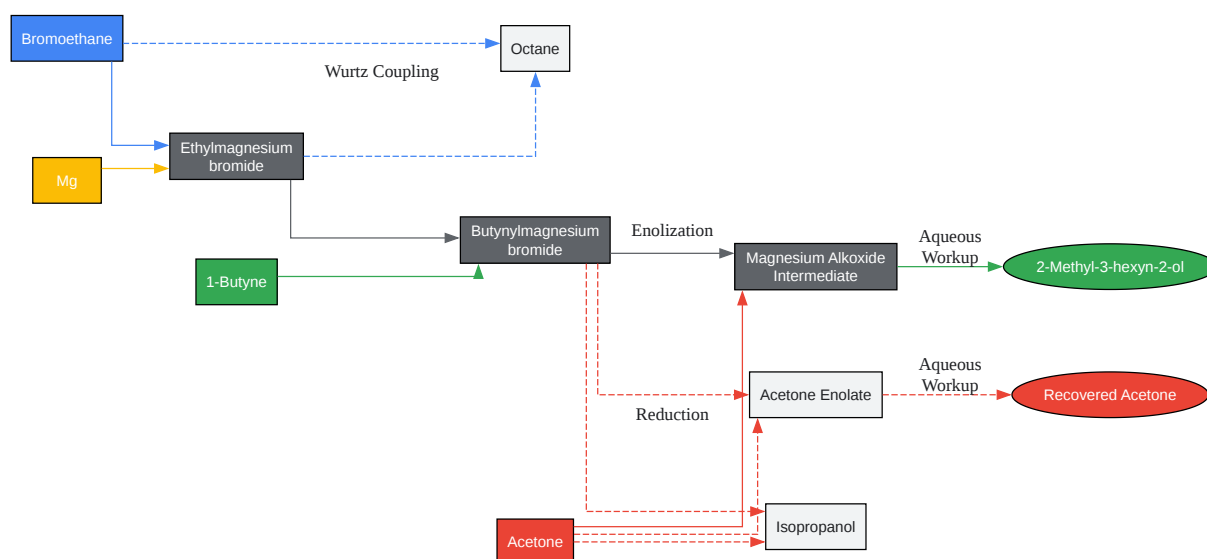 Bromoethane
Octane
Wurtz Coupling
Ethylmagnesium
bromide
Mg
Butynylmagnesium
bromide
Enolization
Magnesium Alkoxide
Intermediate
Aqueous
Workup
2-Methyl-3-hexyn-2-ol
1-Butyne
Acetone Enolate
Aqueous
Workup
Recovered Acetone
Reduction
Isopropanol
Acetone